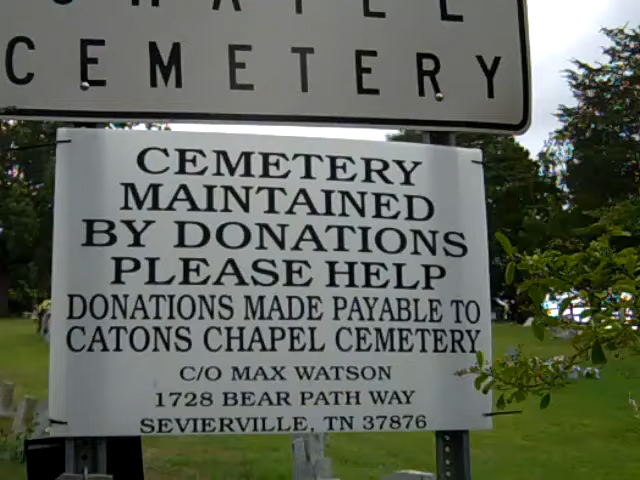 CHAPEL
CEMETERY
CEMETERY
MAINTAINED
BY DONATIONS
PLEASE HELP
DONATIONS MADE PAYABLE TO
CATONS CHAPEL CEMETERY
C/O MAX WATSON
1728 BEAR PATH WAY
SEVIERVILLE, TN 37876